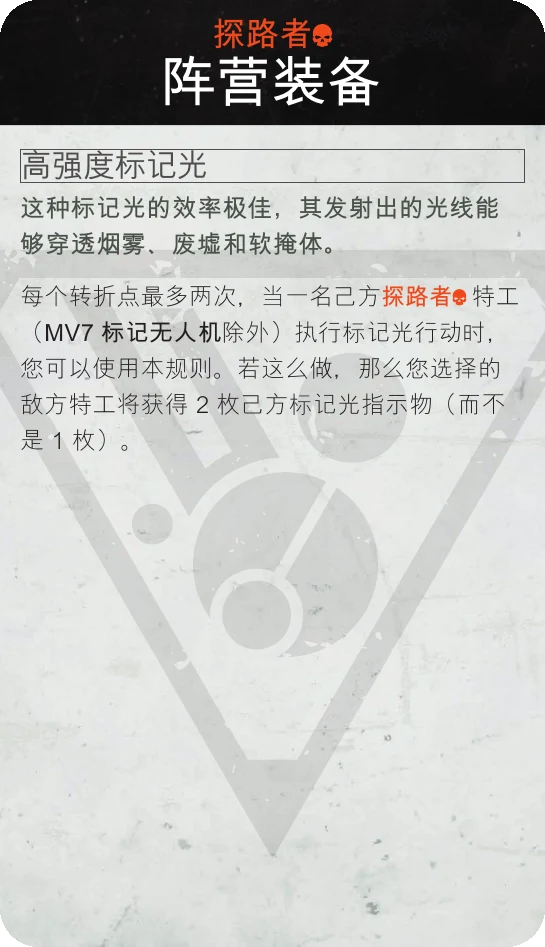 探路者
阵营装备
高强度标记光
这种标记光的效率极佳，其发射出的光线能
够穿透烟雾、废墟和软掩体。
每个转折点最多两次，当一名己方探路者特工
（MV7 标记无人机除外）执行标记光行动时，
您可以使用本规则。若这么做，那么您选择的
敌方特工将获得 2 枚己方标记光指示物（而不
是 1 枚）。